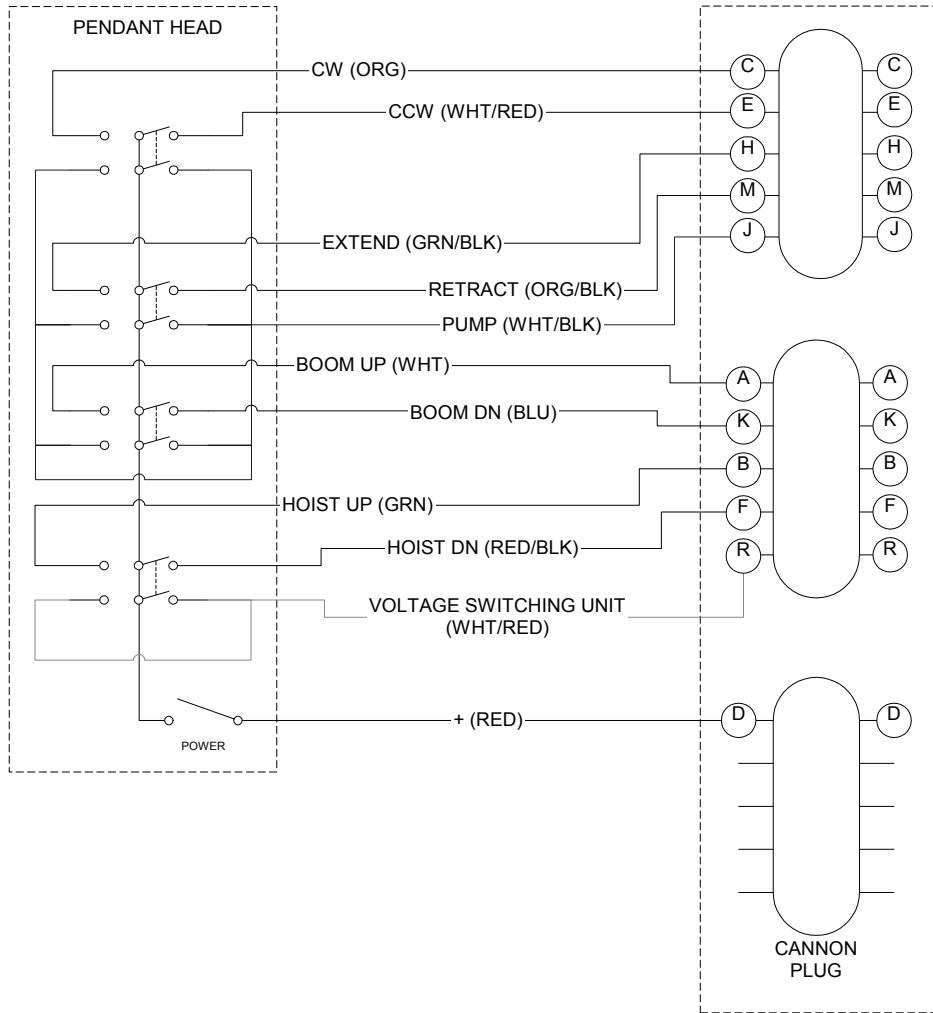 PENDANT HEAD
CW (ORG)
C
C
CCW (WHT/RED)
E
E
H
H
M
M
EXTEND (GRN/BLK)
J
J
RETRACT (ORG/BLK)
PUMP (WHT/BLK)
BOOM UP (WHT)
A
A
BOOM DN (BLU)
K
K
B
B
HOIST UP (GRN)
F
F
HOIST DN (RED/BLK)
R
R
VOLTAGE SWITCHING UNIT
(WHT/RED)
+ (RED)
D
D
POWER
CANNON
PLUG